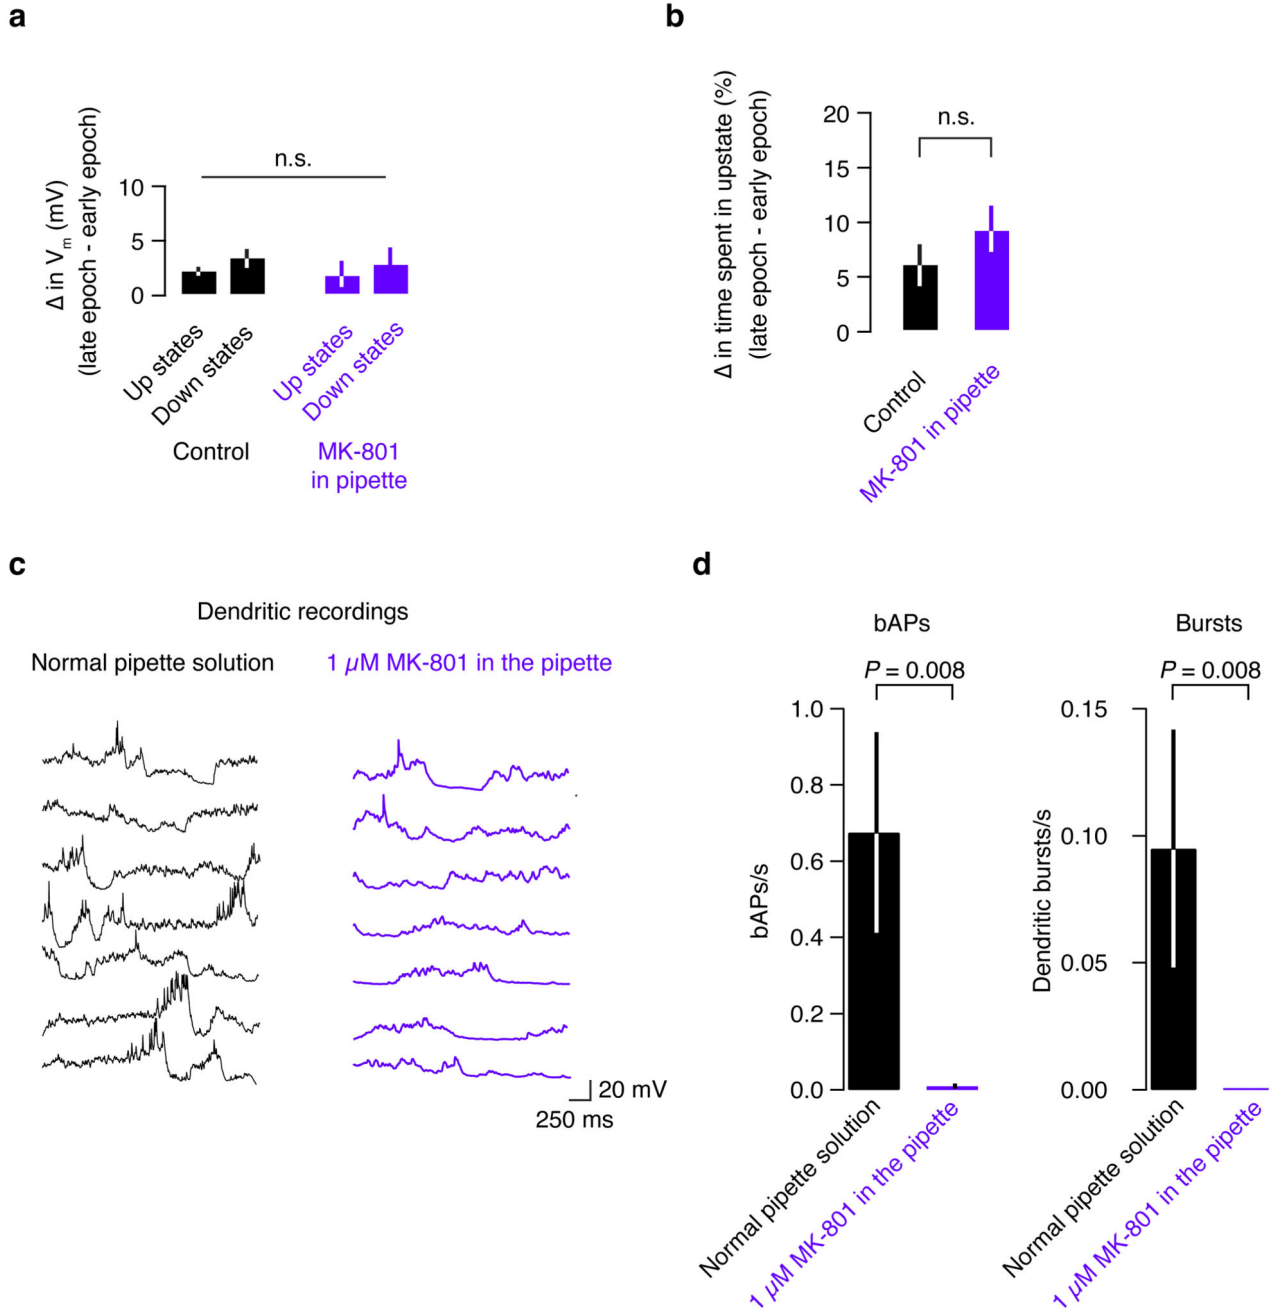 a
Δ in Vm (mV)
(late epoch - early epoch)
n.s.
10
5
0
Up states
Down states
Up states
Down states
Control
MK-801
in pipette
b
Δ in time spent in upstate (%)
(late epoch - early epoch)
n.s.
20
15
10
5
0
Control
MK-801 in pipette
c
Dendritic recordings
Normal pipette solution
1 µM MK-801 in the pipette
20 mV
250 ms
d
bAPs
P = 0.008
bAPs/s
1.0
0.8
0.6
0.4
0.2
0.0
Normal pipette solution
1 µM MK-801 in the pipette
Bursts
P = 0.008
Dendritic bursts/s
0.15
0.10
0.05
0.00
Normal pipette solution
1 µM MK-801 in the pipette